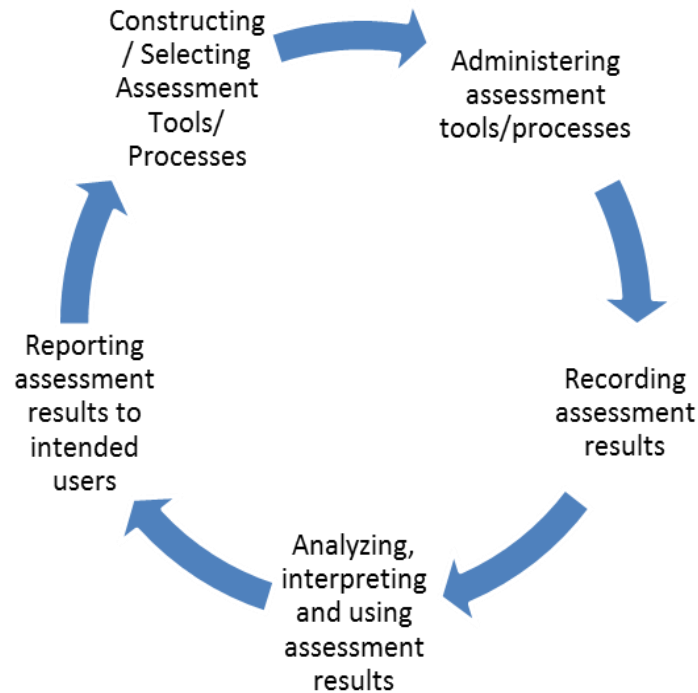 Constructing
/ Selecting
Assessment
Tools/
Processes
Administering
assessment
tools/processes
Recording
assessment
results
Analyzing,
interpreting
and using
assessment
results
Reporting
assessment
results to
intended
users